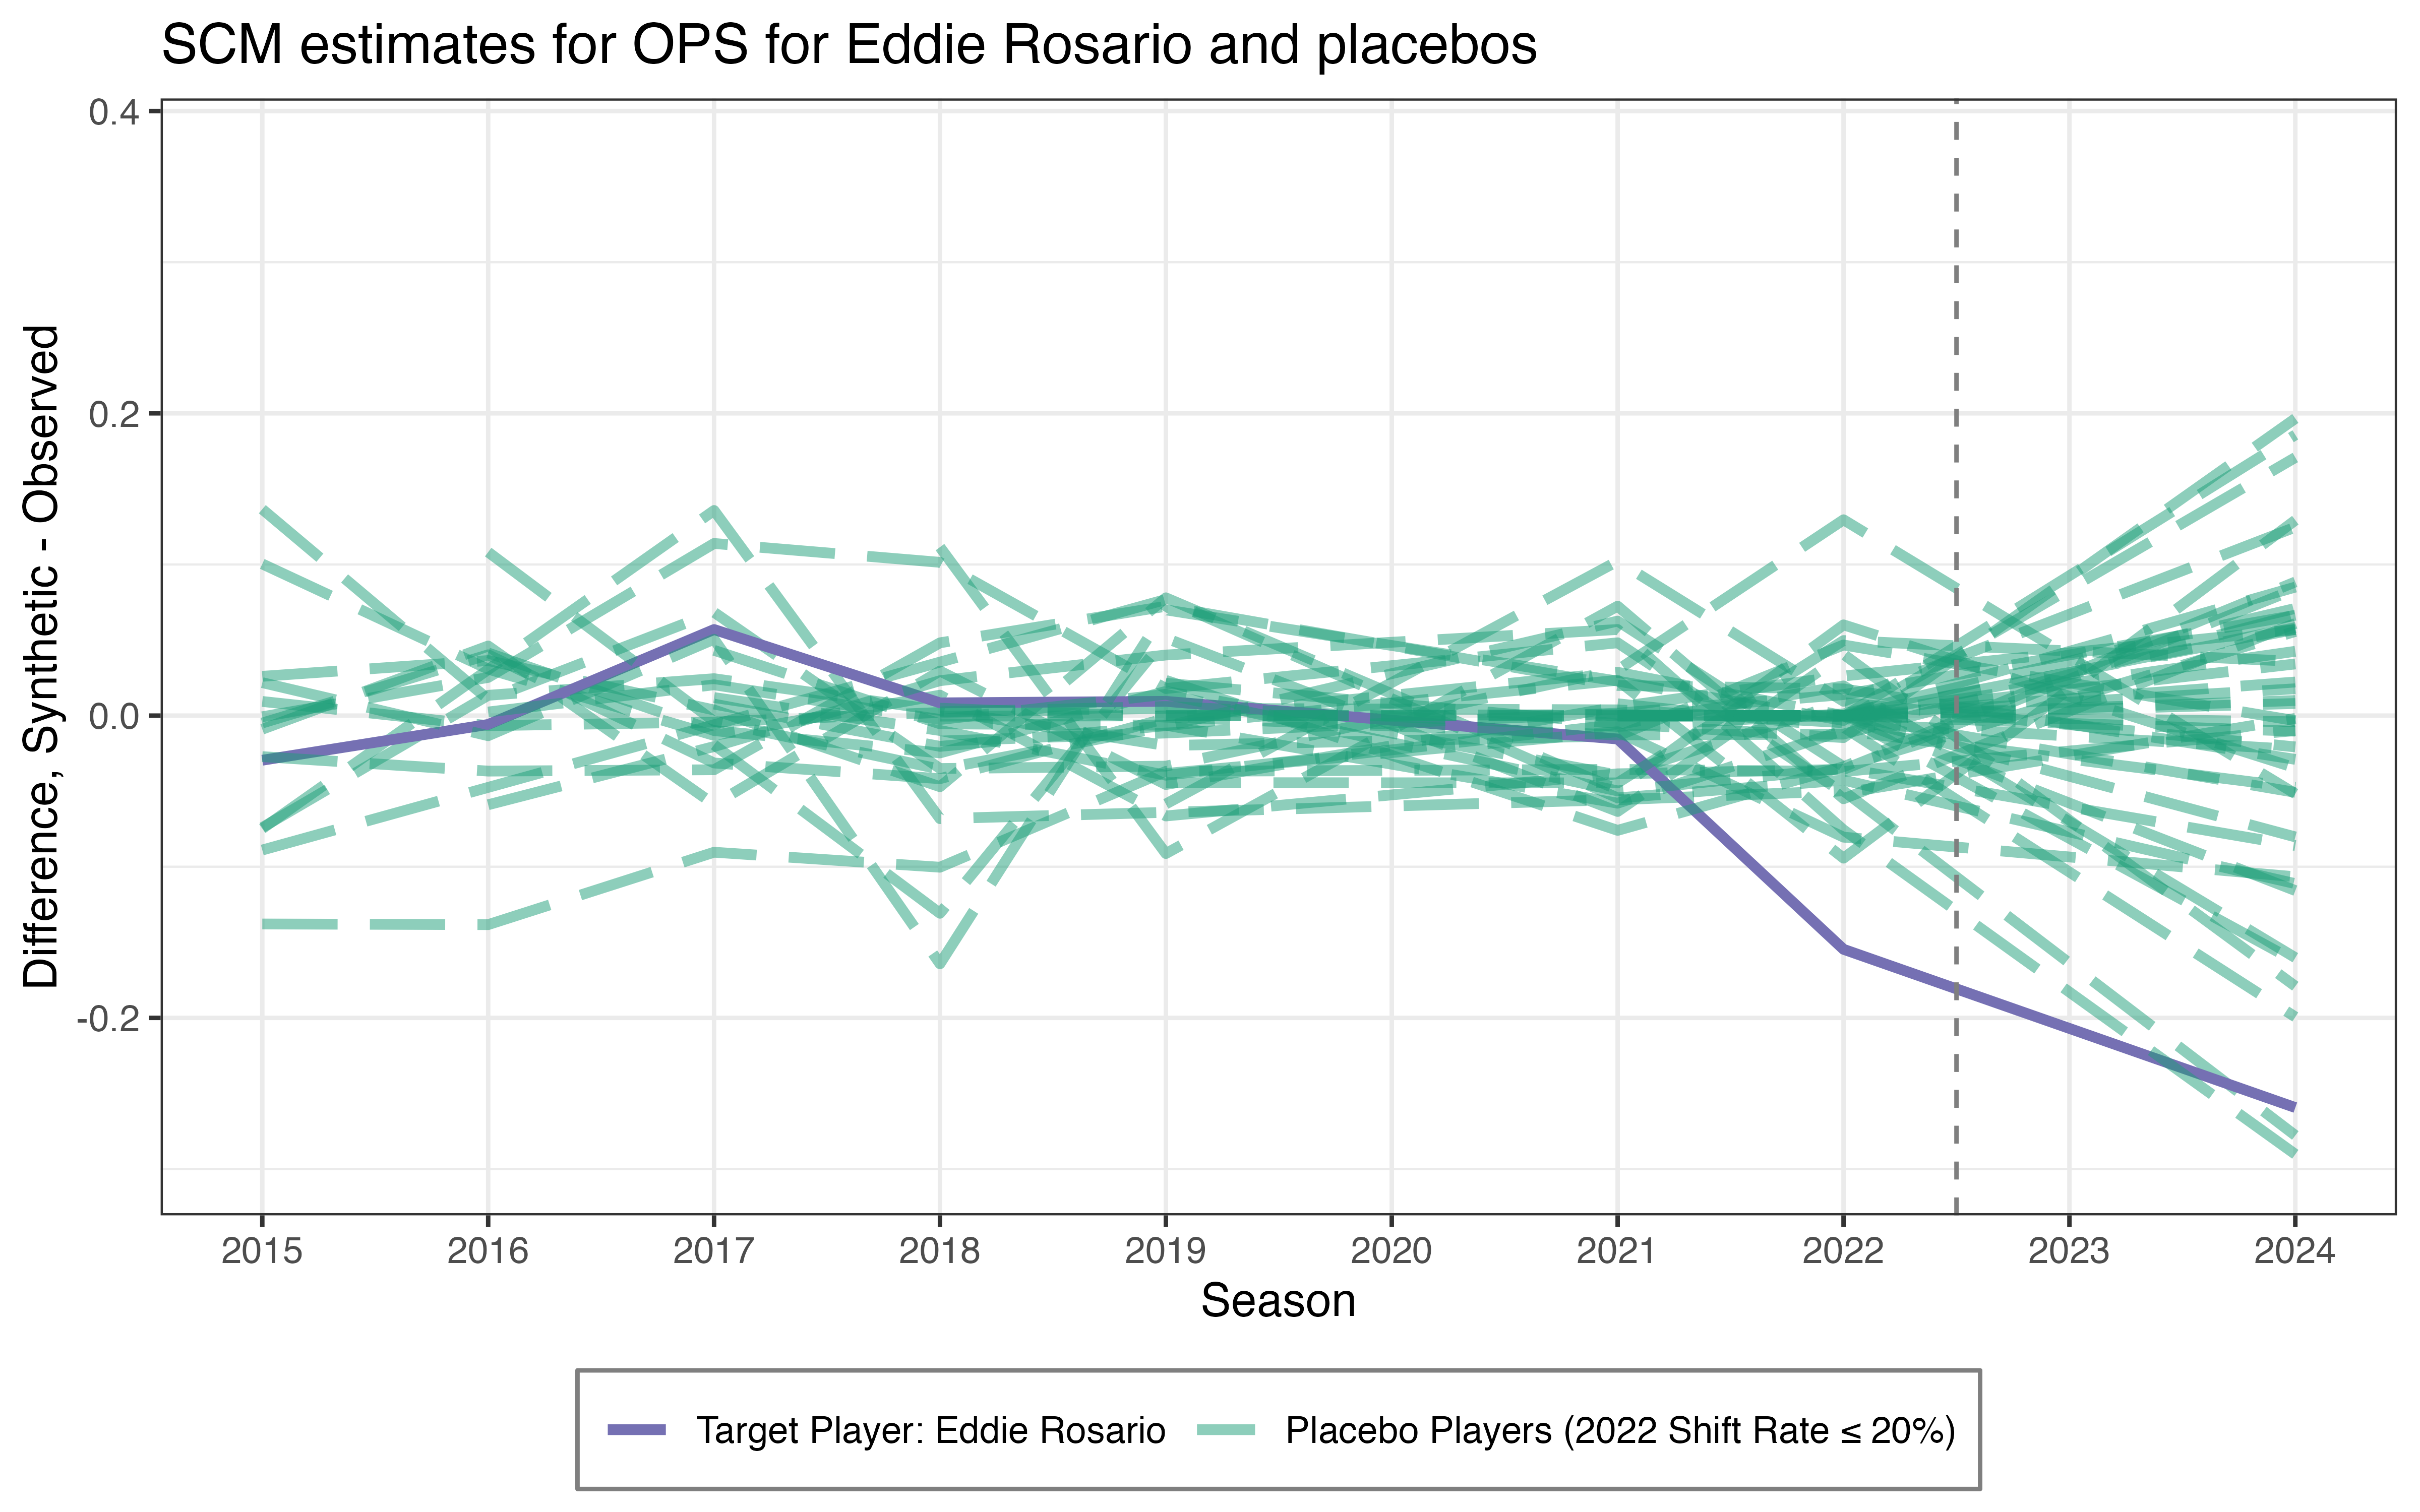 SCM estimates for OPS for Eddie Rosario and placebos
Difference, Synthetic - Observed
0.4
0.2
0.0
-0.2
2015 2016 2017 2018 2019 2020 2021 2022 2023 2024
Season
Target Player: Eddie Rosario Placebo Players (2022 Shift Rate ≤ 20%)